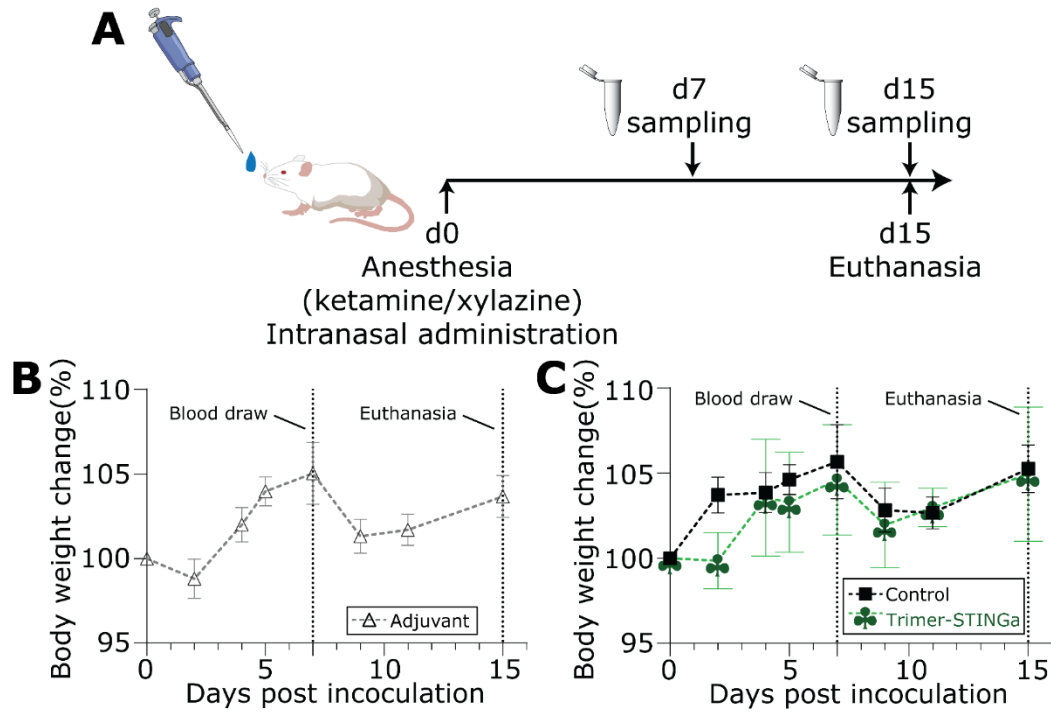 A
d7
sampling
d15
sampling
d0
Anesthesia
(ketamine/xylazine)
Intranasal administration
d15
Euthanasia
B
Body weight change(%)
110
105
100
95
Blood draw
Euthanasia
Adjuvant
0
5
10
15
Days post incoculation
C
Body weight change(%)
110
105
100
95
Blood draw
Euthanasia
Control
Trimer-STINGa
0
5
10
15
Days post incoculation